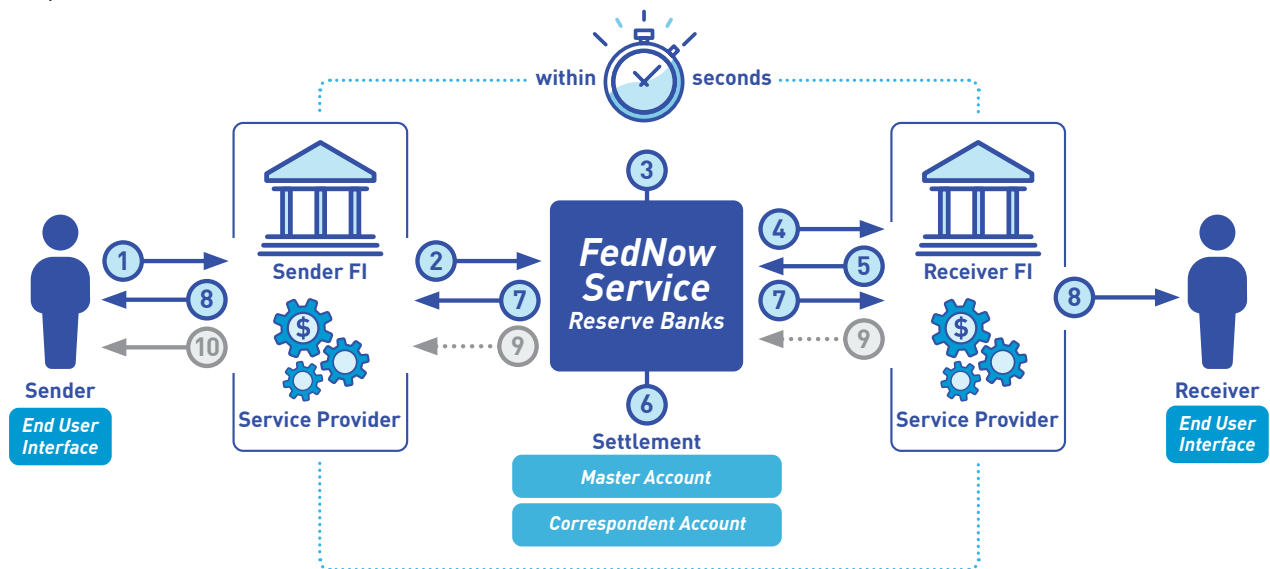 within
seconds
3
1
8
10
Sender
End User
Interface
Sender FI
$
Service Provider
2
7
9
FedNow
Service
Reserve Banks
6
Settlement
Master Account
Correspondent Account
4
5
7
9
Receiver FI
$
Service Provider
8
Receiver
End User
Interface